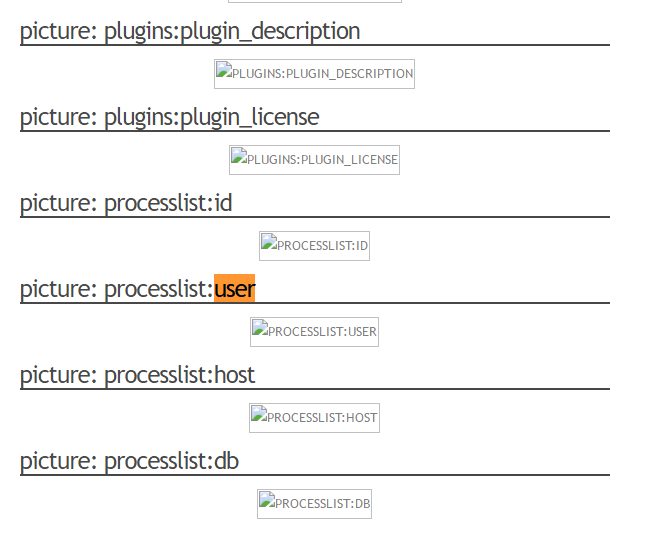 picture: plugins:plugin_description
PLUGINS:PLUGIN_DESCRIPTION
picture: plugins:plugin_license
PLUGINS:PLUGIN_LICENSE
picture: processlist:id
PROCESSLIST:ID
picture: processlist:user
PROCESSLIST:USER
picture: processlist:host
PROCESSLIST:HOST
picture: processlist:db
PROCESSLIST:DB